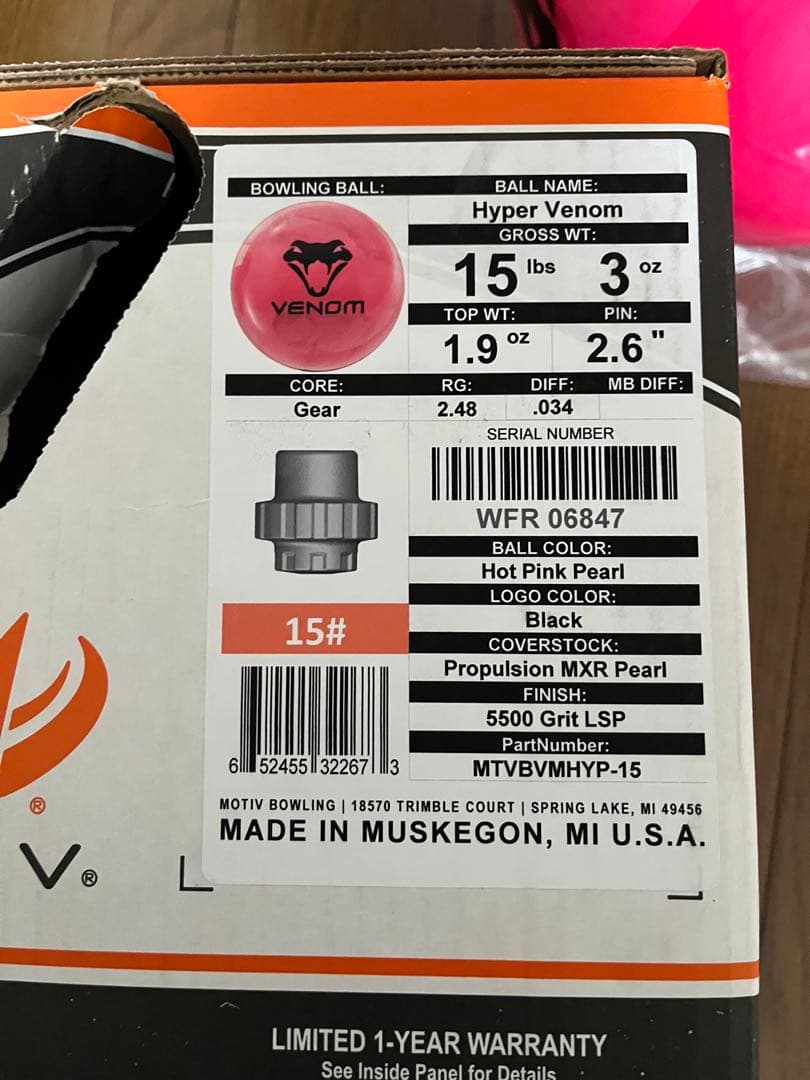 BOWLING BALL:
BALL NAME:
Hyper Venom
GROSS WT:
15 lbs 3 oz
VENOM
TOP WT: PIN:
1.9 oz 2.6"
CORE: RG: DIFF: MB DIFF:
Gear 2.48 .034
SERIAL NUMBER
WFR 06847
BALL COLOR:
Hot Pink Pearl
LOGO COLOR:
Black
15#
COVERSTOCK:
Propulsion MXR Pearl
FINISH:
5500 Grit LSP
PartNumber:
MTVBVMHYP-15
6 52455 32267 3
MOTIV BOWLING | 18570 TRIMBLE COURT | SPRING LAKE, MI 49456
MADE IN MUSKEGON, MI U.S.A.
®
V®
LIMITED 1-YEAR WARRANTY
See Inside Panel for Details